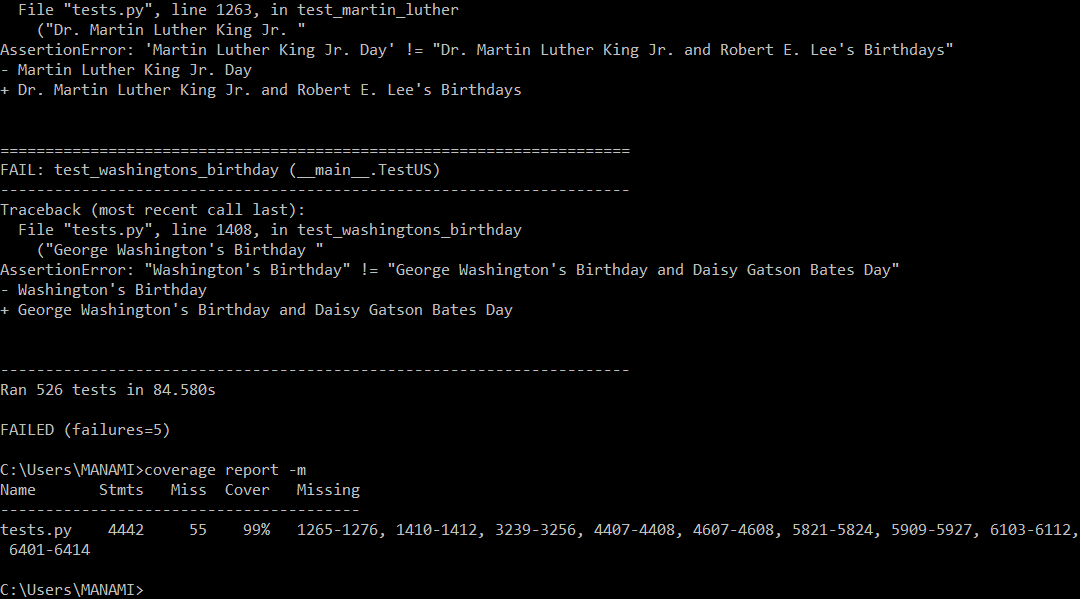 File "tests.py", line 1263, in test_martin_luther
("Dr. Martin Luther King Jr. "
AssertionError: 'Martin Luther King Jr. Day' != "Dr. Martin Luther King Jr. and Robert E. Lee's Birthdays"
- Martin Luther King Jr. Day
+ Dr. Martin Luther King Jr. and Robert E. Lee's Birthdays
======================================================================
FAIL: test_washingtons_birthday (__main__.TestUS)
----------------------------------------------------------------------
Traceback (most recent call last):
File "tests.py", line 1408, in test_washingtons_birthday
("George Washington's Birthday "
AssertionError: "Washington's Birthday" != "George Washington's Birthday and Daisy Gatson Bates Day"
- Washington's Birthday
+ George Washington's Birthday and Daisy Gatson Bates Day
----------------------------------------------------------------------
Ran 526 tests in 84.580s
FAILED (failures=5)
C:\Users\MANAMI>coverage report -m
Name       Stmts   Miss  Cover   Missing
----------------------------------------
tests.py    4442     55    99%   1265-1276, 1410-1412, 3239-3256, 4407-4408, 4607-4608, 5821-5824, 5909-5927, 6103-6112,
6401-6414
C:\Users\MANAMI>